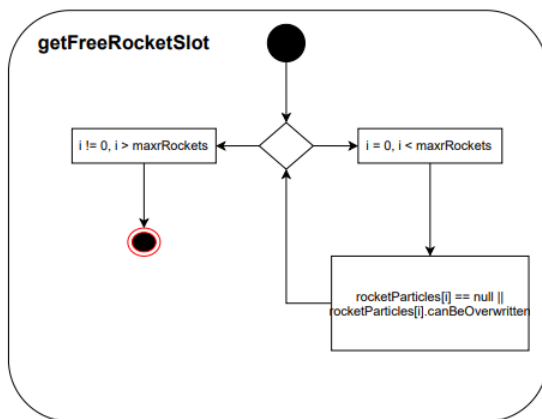 getFreeRocketSlot
i != 0, i > maxrRockets
i = 0, i < maxrRockets
rocketParticles[i] == null ||
rocketParticles[i].canBeOverwritten